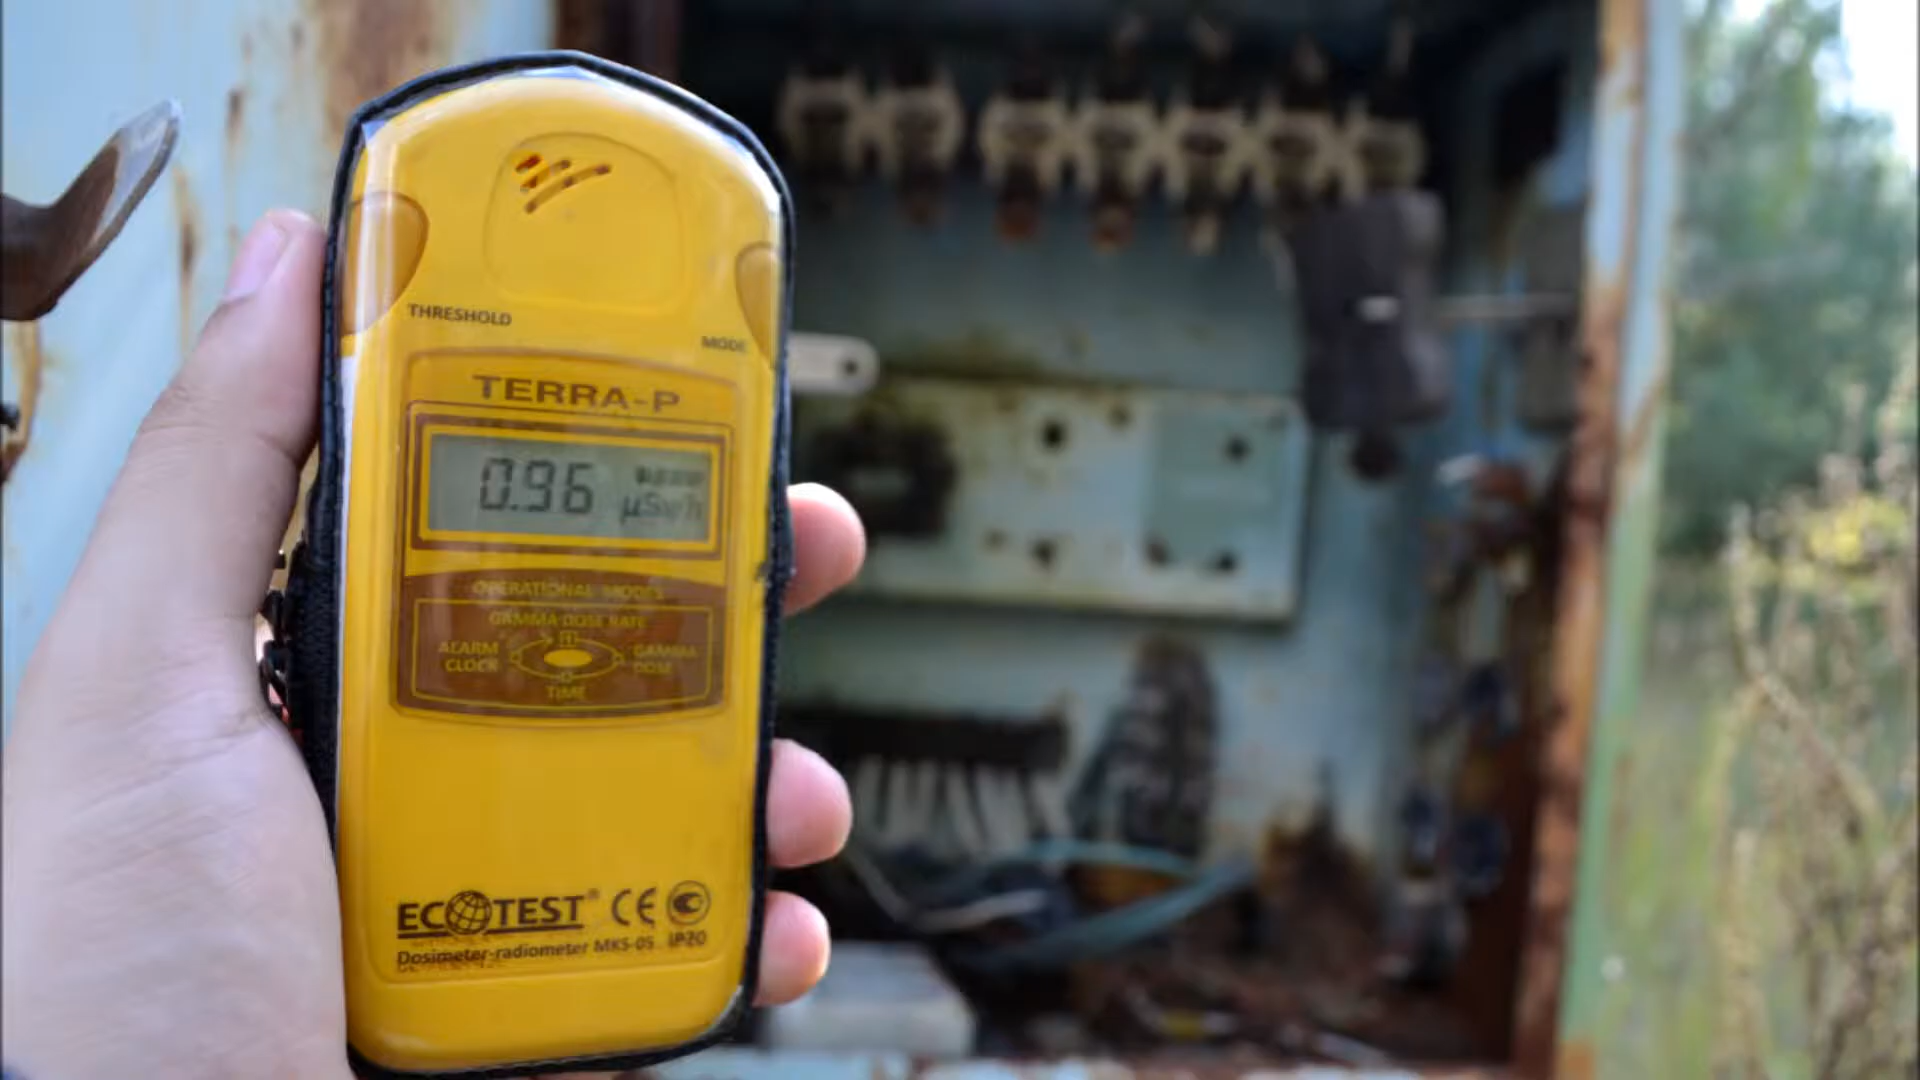 THRESHOLD
MODE
TERRA-P
0.96 µSv/h
OPERATIONAL MODES
GAMMA DOSE RATE
ALARM CLOCK
GAMMA DOSE
TIME
ECOTEST® CE
Dosimeter-radiometer MKS-05 IP20